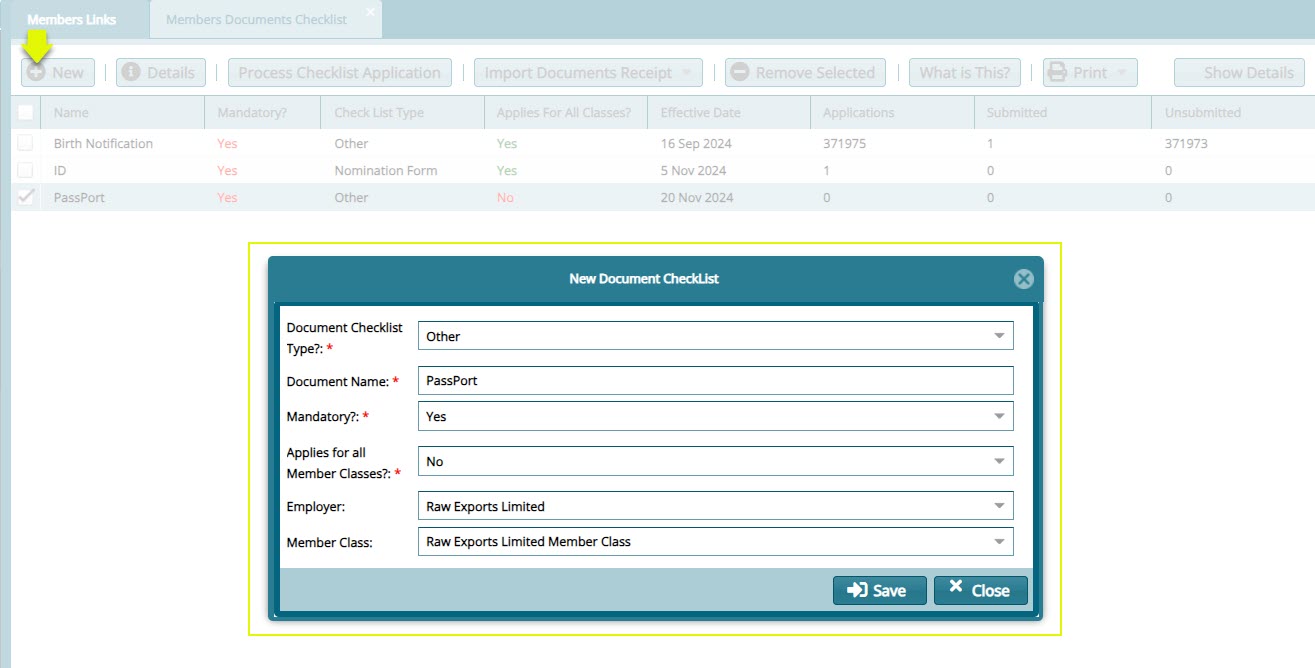 Members Links
Members Documents Checklist
New | Details | Process Checklist Application | Import Documents Receipt | Remove Selected | What is This? | Print Show Details
Name Mandatory? Check List Type Applies For All Classes? Effective Date Applications Submitted Unsubmitted
Birth Notification Yes Other Yes 16 Sep 2024 371975 1 371973
ID Yes Nomination Form Yes 5 Nov 2024 1 0 0
PassPort Yes Other No 20 Nov 2024 0 0 0
New Document CheckList
Document Checklist
Type?: * Other
Document Name: * PassPort
Mandatory?: * Yes
Applies for all
Member Classes?: * No
Employer: Raw Exports Limited
Member Class: Raw Exports Limited Member Class
Save Close